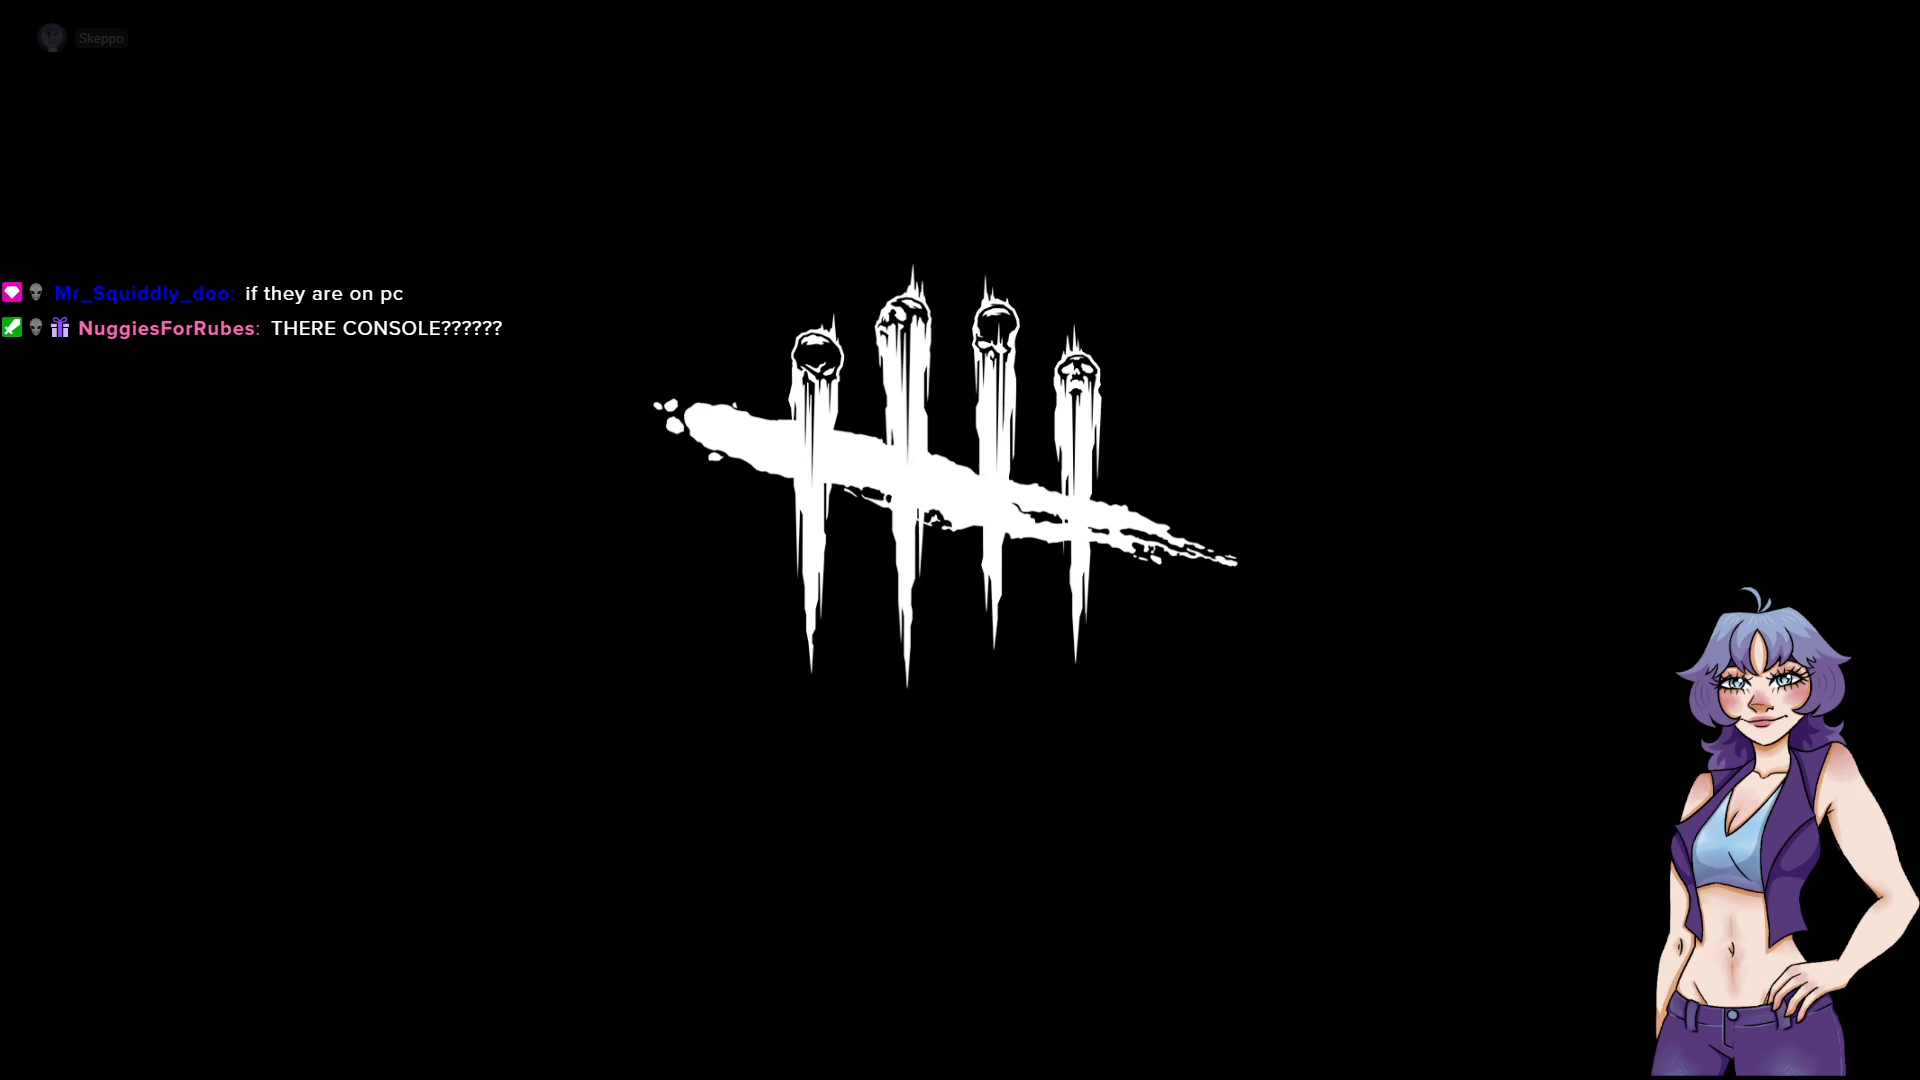 Skeppo
Mr_Squiddly_doo: if they are on pc
NuggiesForRubes: THERE CONSOLE??????